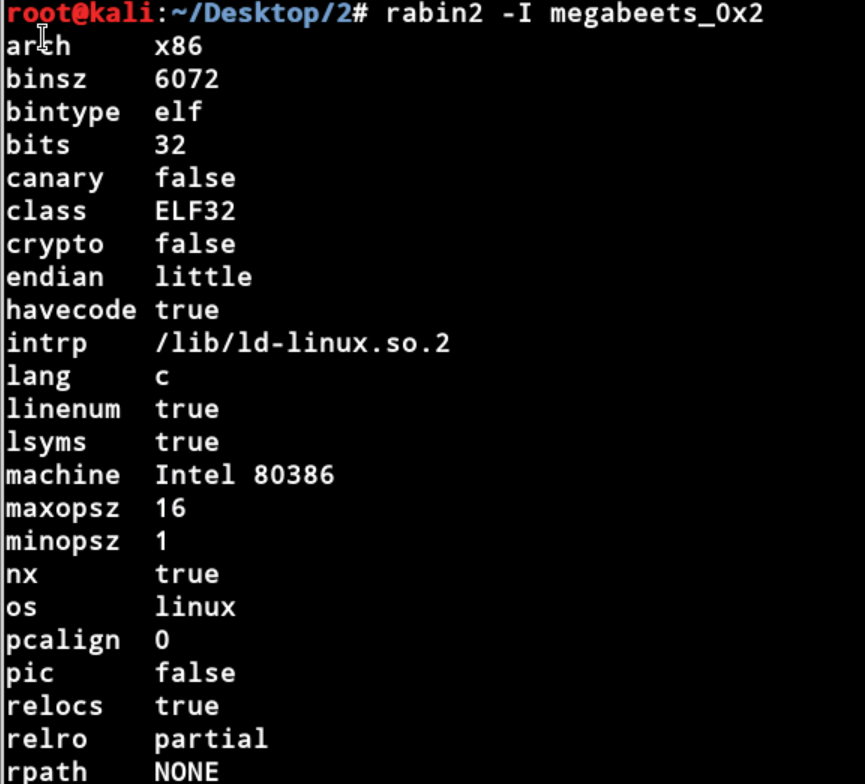 root@kali:~/Desktop/2# rabin2 -I megabeets_0x2
arch x86
binsz 6072
bintype elf
bits 32
canary false
class ELF32
crypto false
endian little
havecode true
intrp /lib/ld-linux.so.2
lang c
linenum true
lsyms true
machine Intel 80386
maxopsz 16
minopsz 1
nx true
os linux
pcalign 0
pic false
relocs true
relro partial
rpath NONE